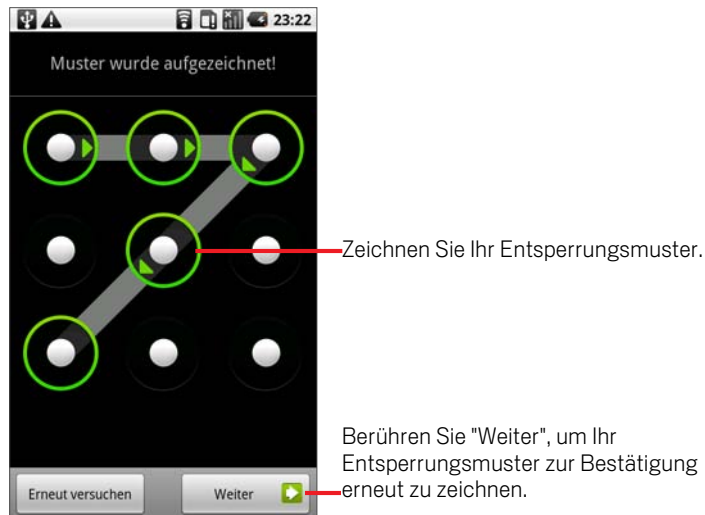 23:22
Muster wurde aufgezeichnet!
Zeichnen Sie Ihr Entsperrungsmuster.
Berühren Sie "Weiter", um Ihr
Entsperrungsmuster zur Bestätigung
erneut zu zeichnen.
Erneut versuchen
Weiter